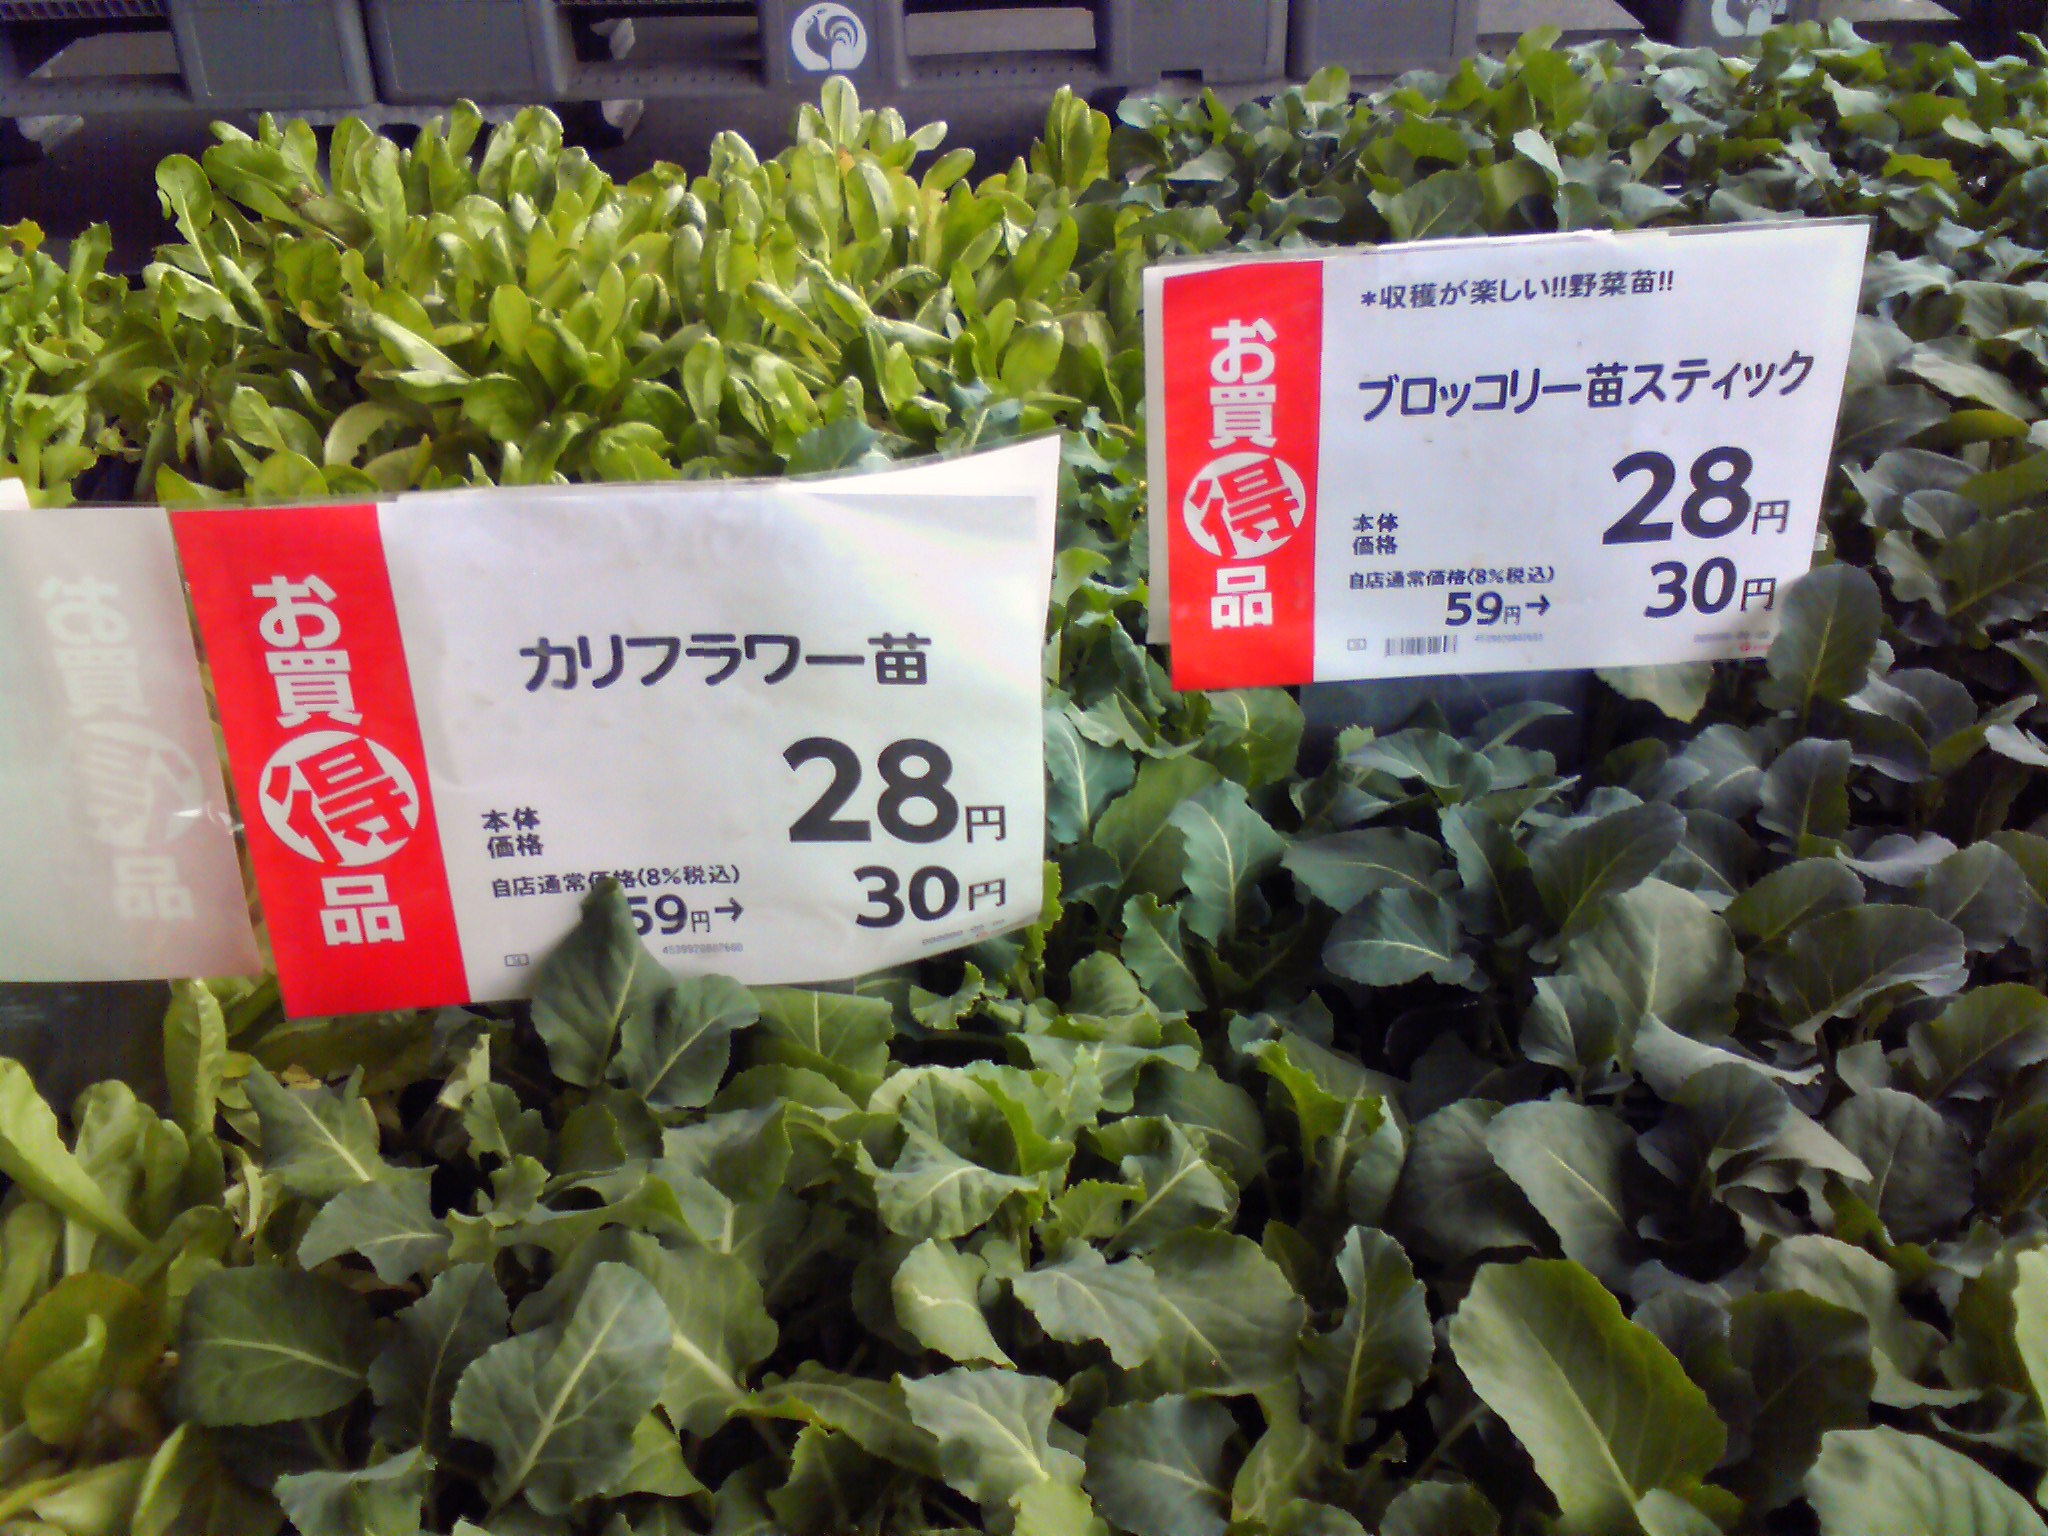 お買得品
カリフラワー苗
本体
価格
28円
自店通常価格(8%税込)
59円→
30円
4539920807660
お買得品
*収穫が楽しい!!野菜苗!!
ブロッコリー苗スティック
本体
価格
28円
自店通常価格(8%税込)
59円→
30円
お買得品